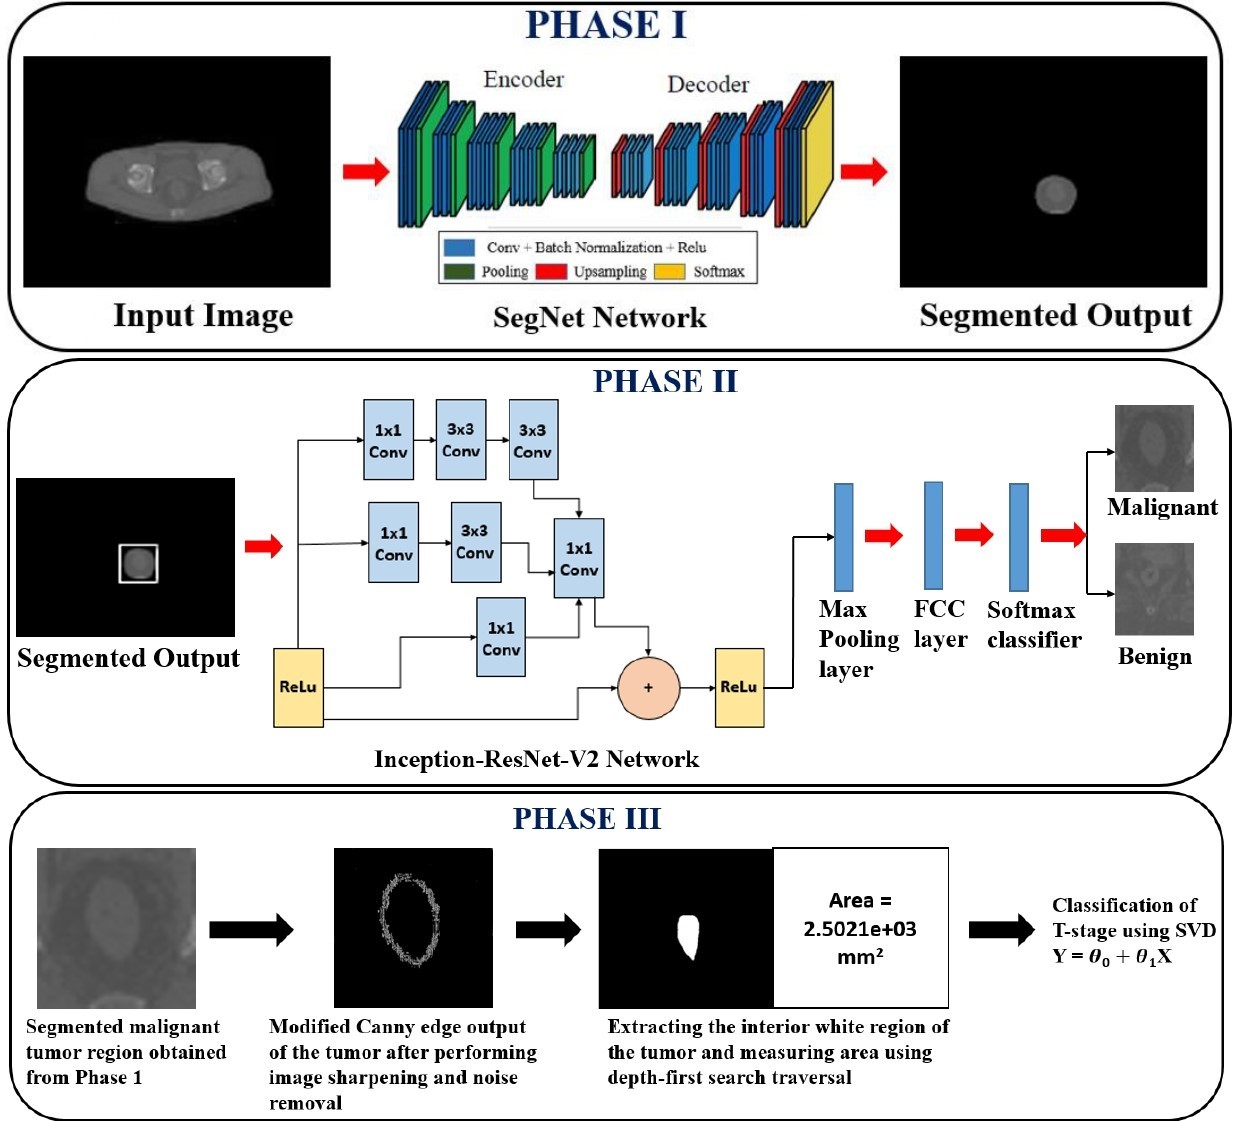 PHASE I
Encoder
Decoder
Conv + Batch Normalization + Relu
Pooling
Upsampling
Softmax
Input Image
SegNet Network
Segmented Output
PHASE II
1x1
Conv
3x3
Conv
3x3
Conv
1x1
Conv
3x3
Conv
1x1
Conv
1x1
Conv
ReLu
+
ReLu
Segmented Output
Max
Pooling
layer
FCC
layer
Softmax
classifier
Malignant
Benign
Inception-ResNet-V2 Network
PHASE III
Segmented malignant
tumor region obtained
from Phase 1
Modified Canny edge output
of the tumor after performing
image sharpening and noise
removal
Area =
2.5021e+03
mm²
Extracting the interior white region of
the tumor and measuring area using
depth-first search traversal
Classification of
T-stage using SVD
Y = θ₀ + θ₁X